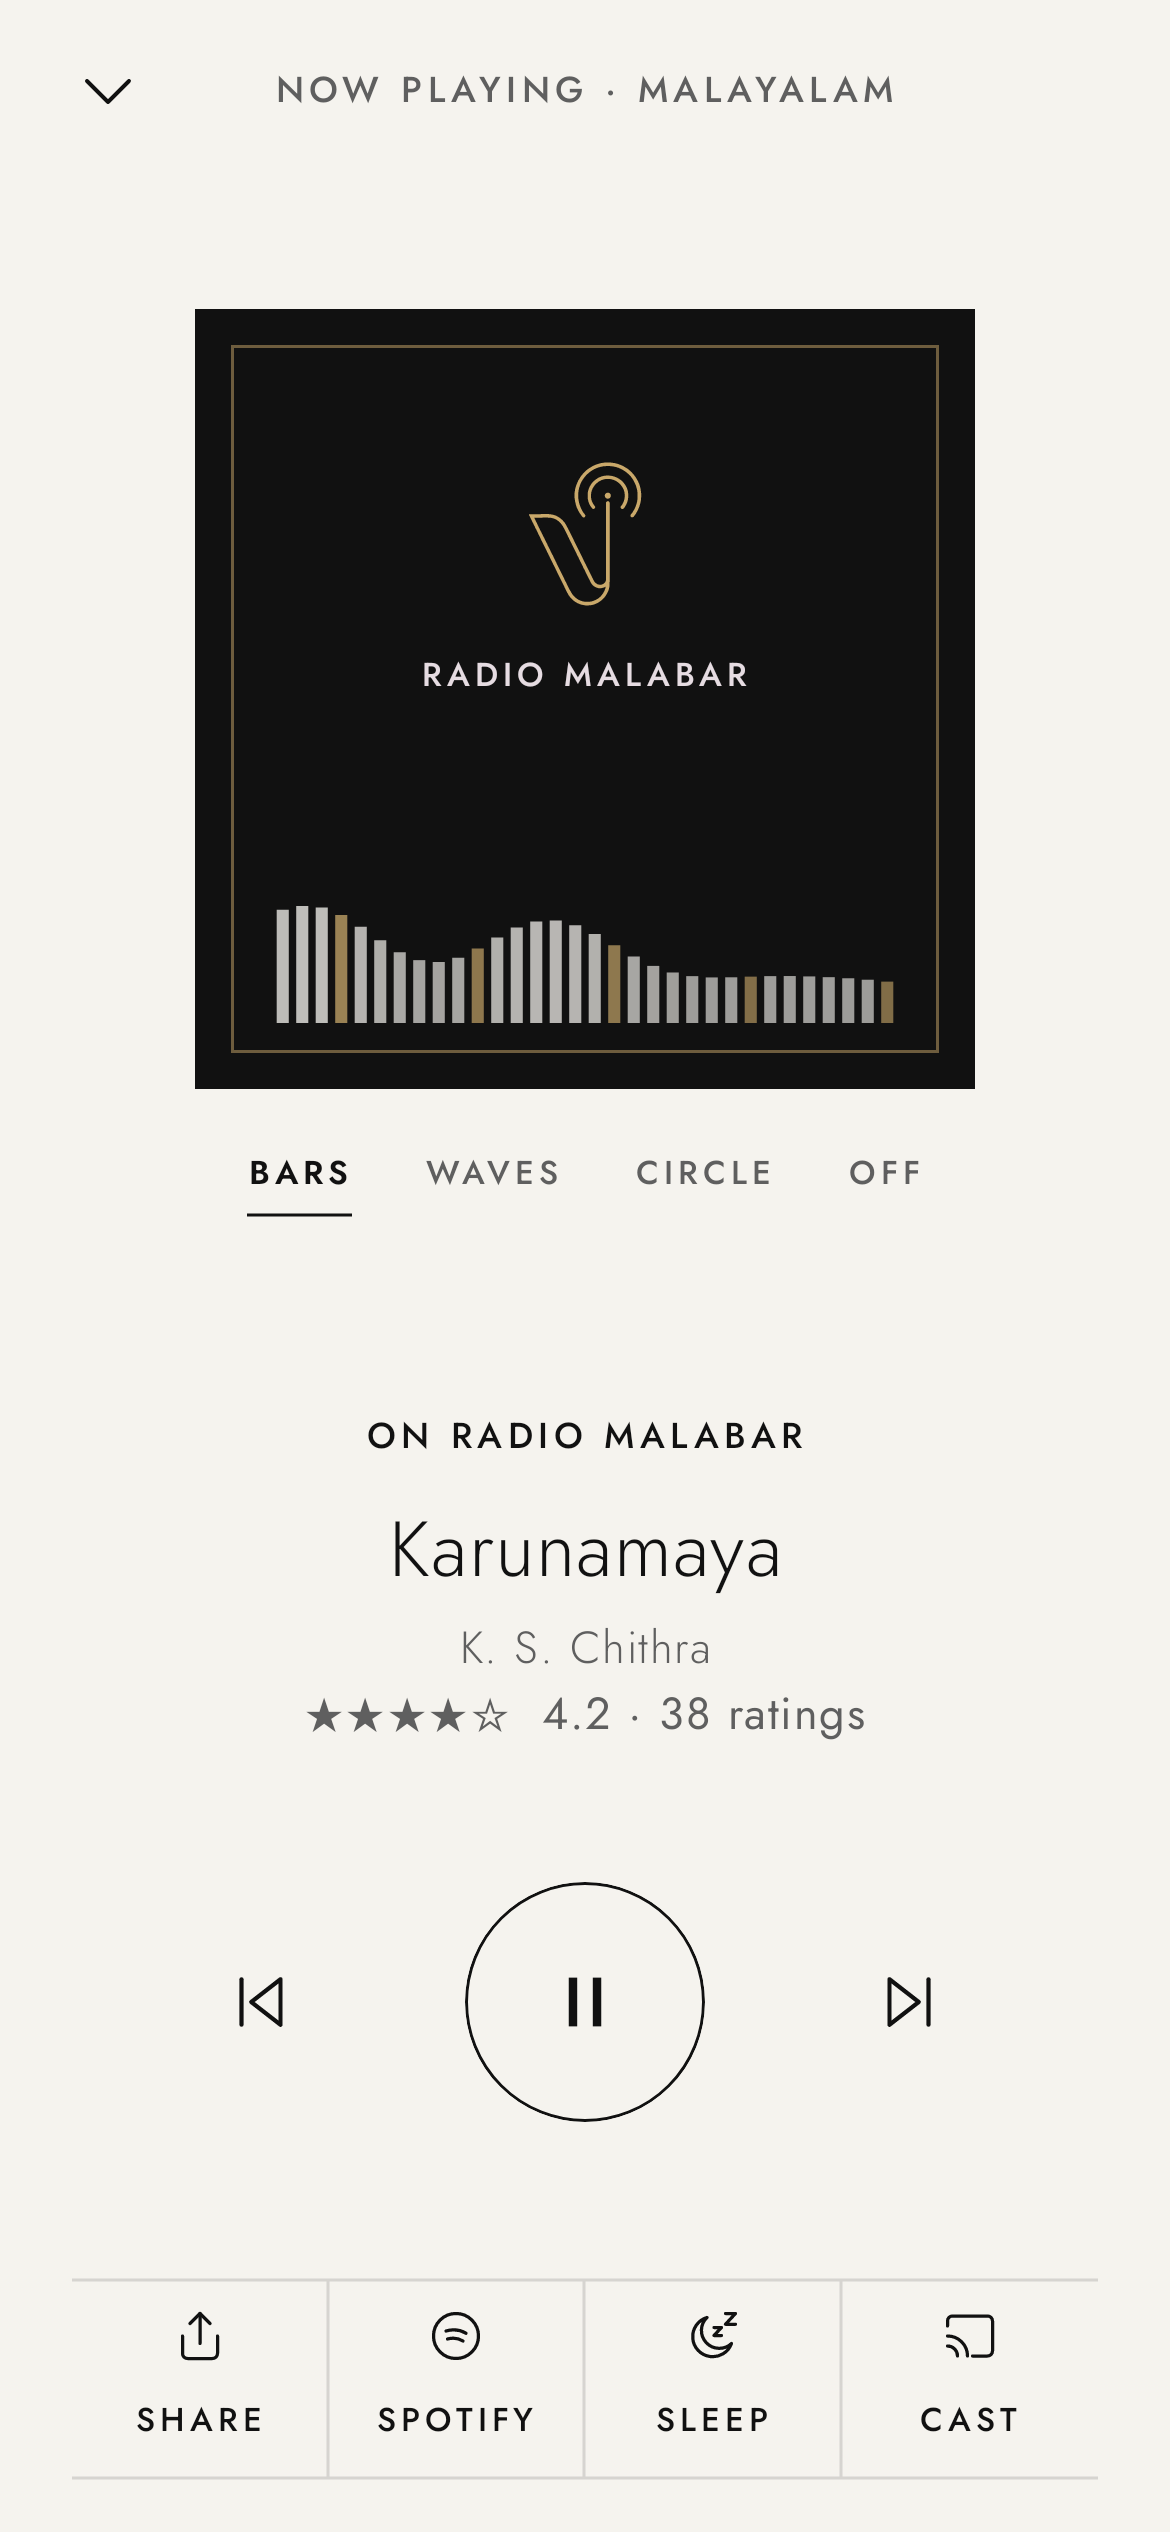 NOW PLAYING · MALAYALAM
RADIO MALABAR
BARS WAVES CIRCLE OFF
ON RADIO MALABAR
Karunamaya
K. S. Chithra
★★★★☆ 4.2 · 38 ratings
SHARE SPOTIFY SLEEP CAST